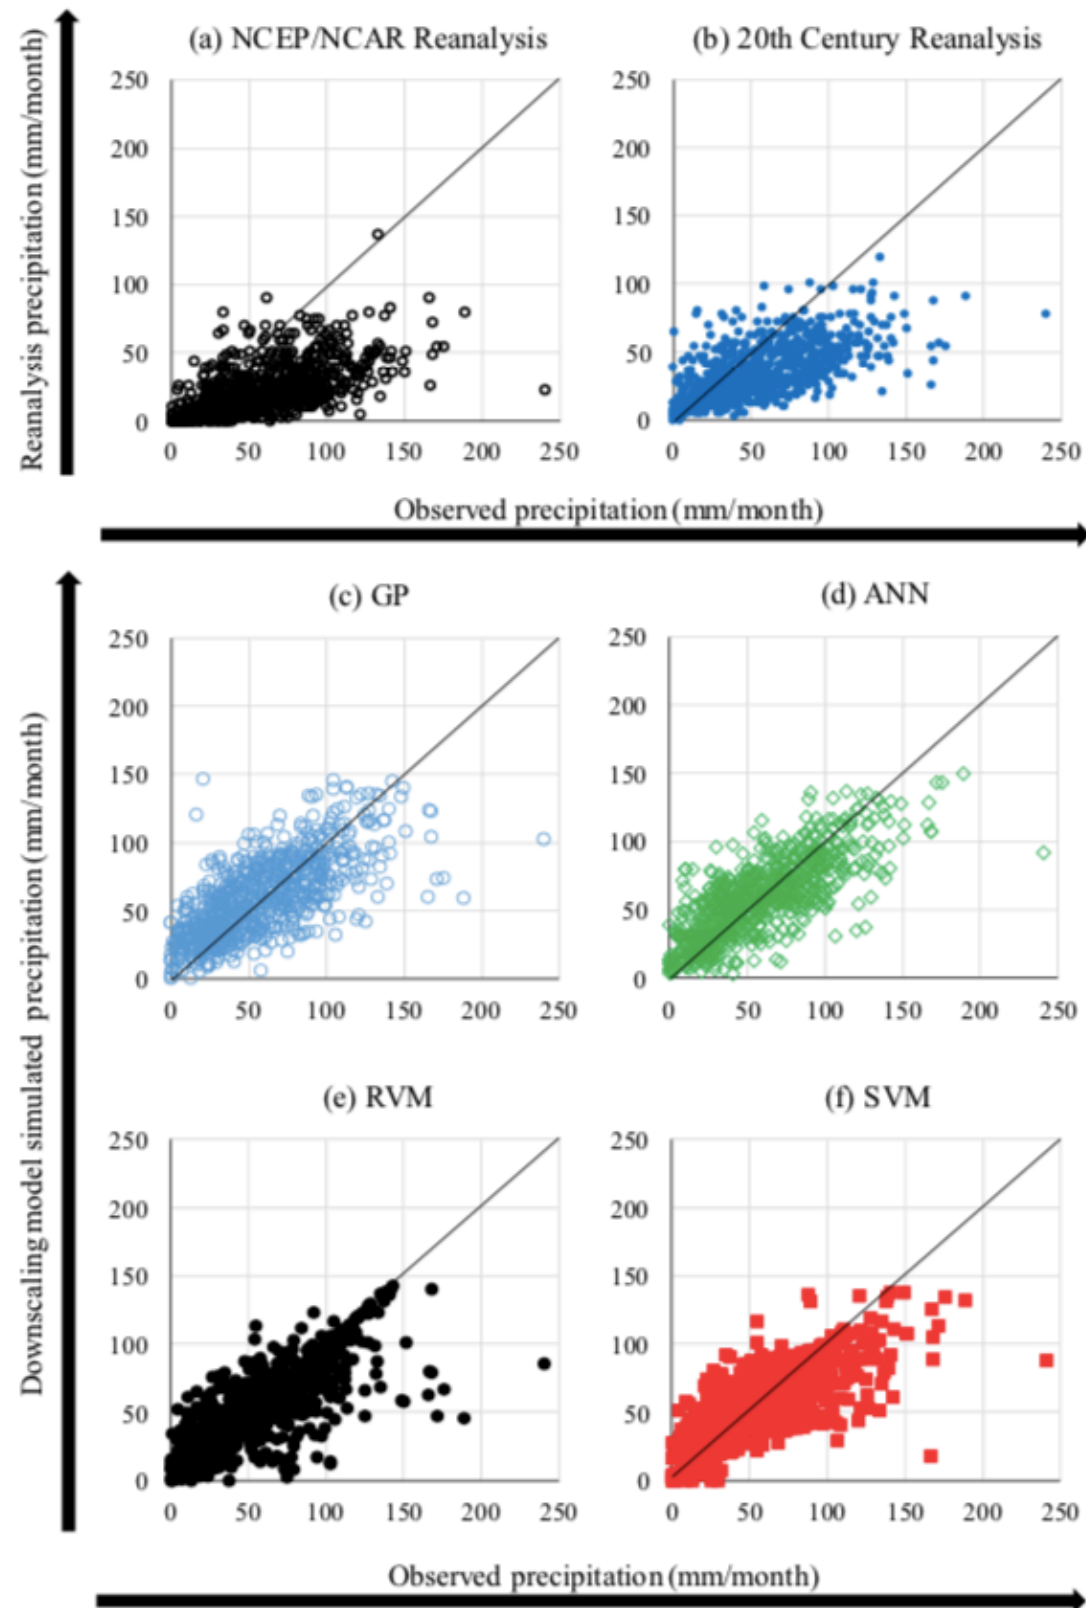 Reanalysis precipitation (mm/month)
(a) NCEP/NCAR Reanalysis
250
200
150
100
50
0
0 50 100 150 200 250
(b) 20th Century Reanalysis
250
200
150
100
50
0
0 50 100 150 200 250
Observed precipitation (mm/month)
Downscaling model simulated precipitation (mm/month)
(c) GP
250
200
150
100
50
0
0 50 100 150 200 250
(d) ANN
250
200
150
100
50
0
0 50 100 150 200 250
(e) RVM
250
200
150
100
50
0
0 50 100 150 200 250
(f) SVM
250
200
150
100
50
0
0 50 100 150 200 250
Observed precipitation (mm/month)